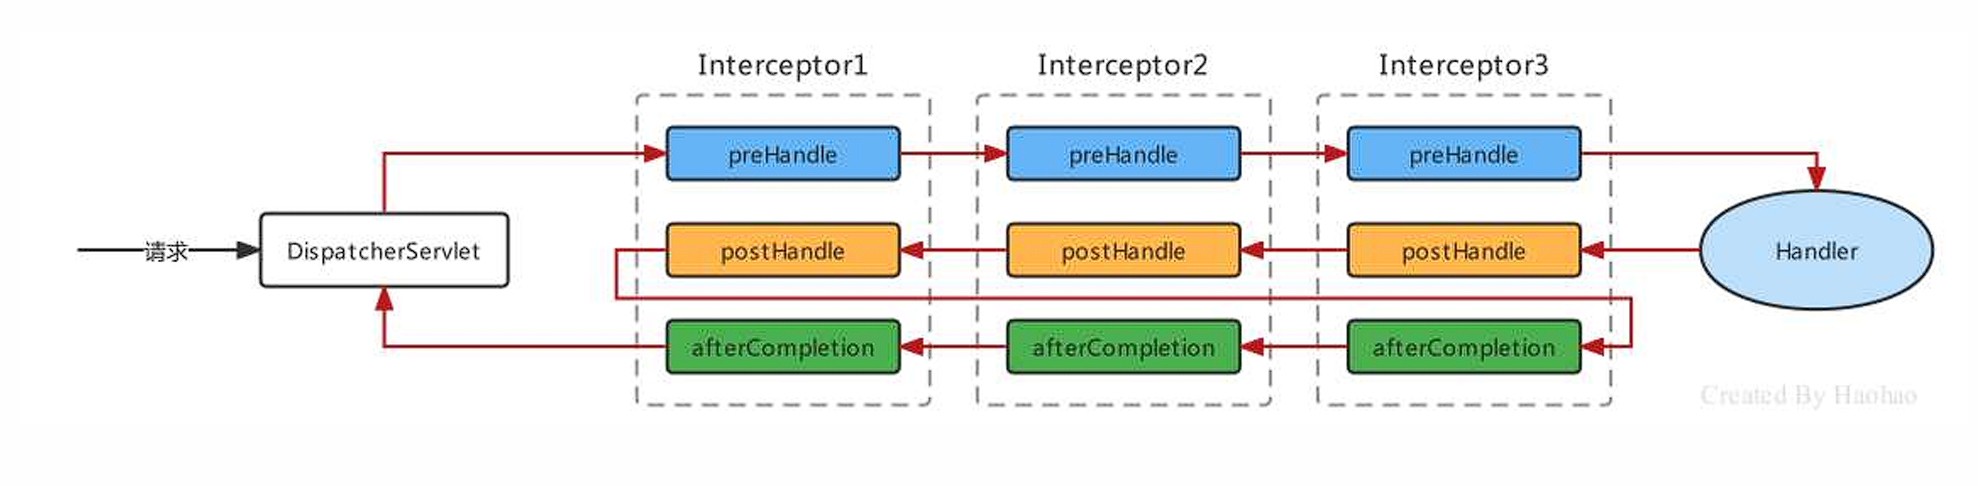 Interceptor1
Interceptor2
Interceptor3
preHandle
preHandle
preHandle
请求
DispatcherServlet
postHandle
postHandle
postHandle
Handler
afterCompletion
afterCompletion
afterCompletion
Created By Haohao